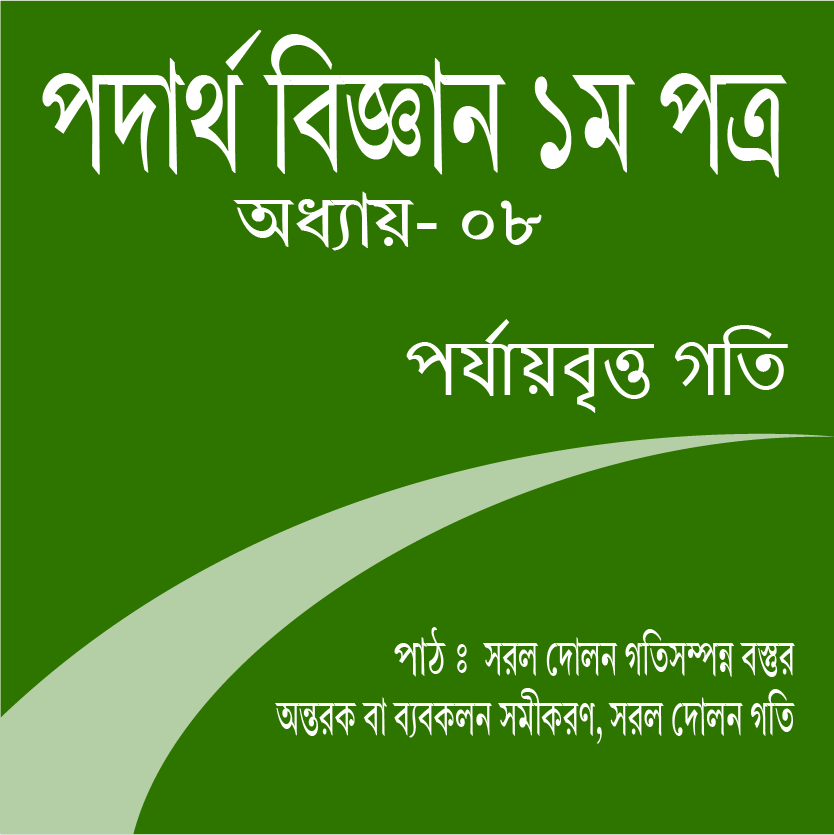 পদার্থ বিজ্ঞান ১ম পত্র
অধ্যায়- ০৮
পর্যায়বৃত্ত গতি
পাঠ ঃ সরল দোলন গতিসম্পন্ন বস্তুর
অন্তরক বা ব্যবকলন সমীকরণ, সরল দোলন গতি